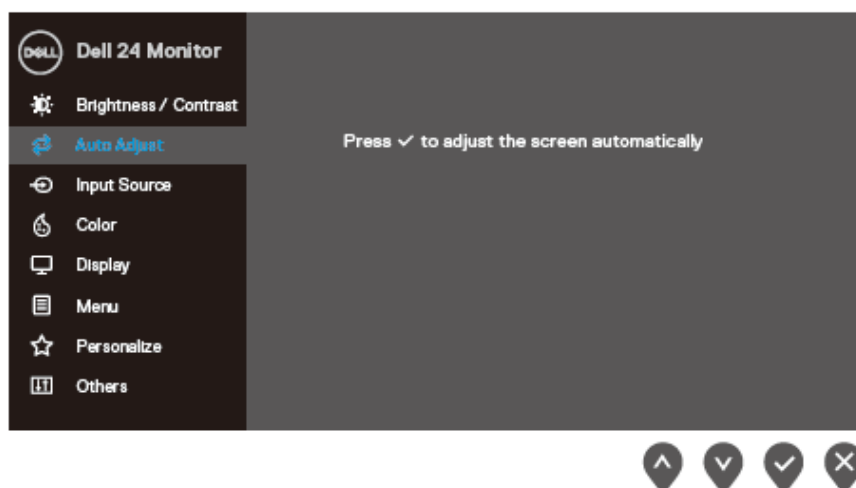 DELL Dell 24 Monitor
Brightness / Contrast
Auto Adjust
Press ✓ to adjust the screen automatically
Input Source
Color
Display
Menu
Personalize
Others